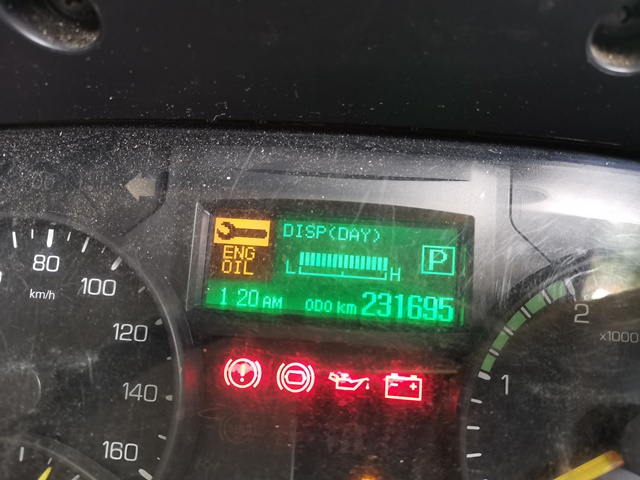 DISP(DAY)
ENG
OIL
L
H
P
1:20 AM
ODO km 231695
80
100
km/h
120
140
160
2
x1000
1